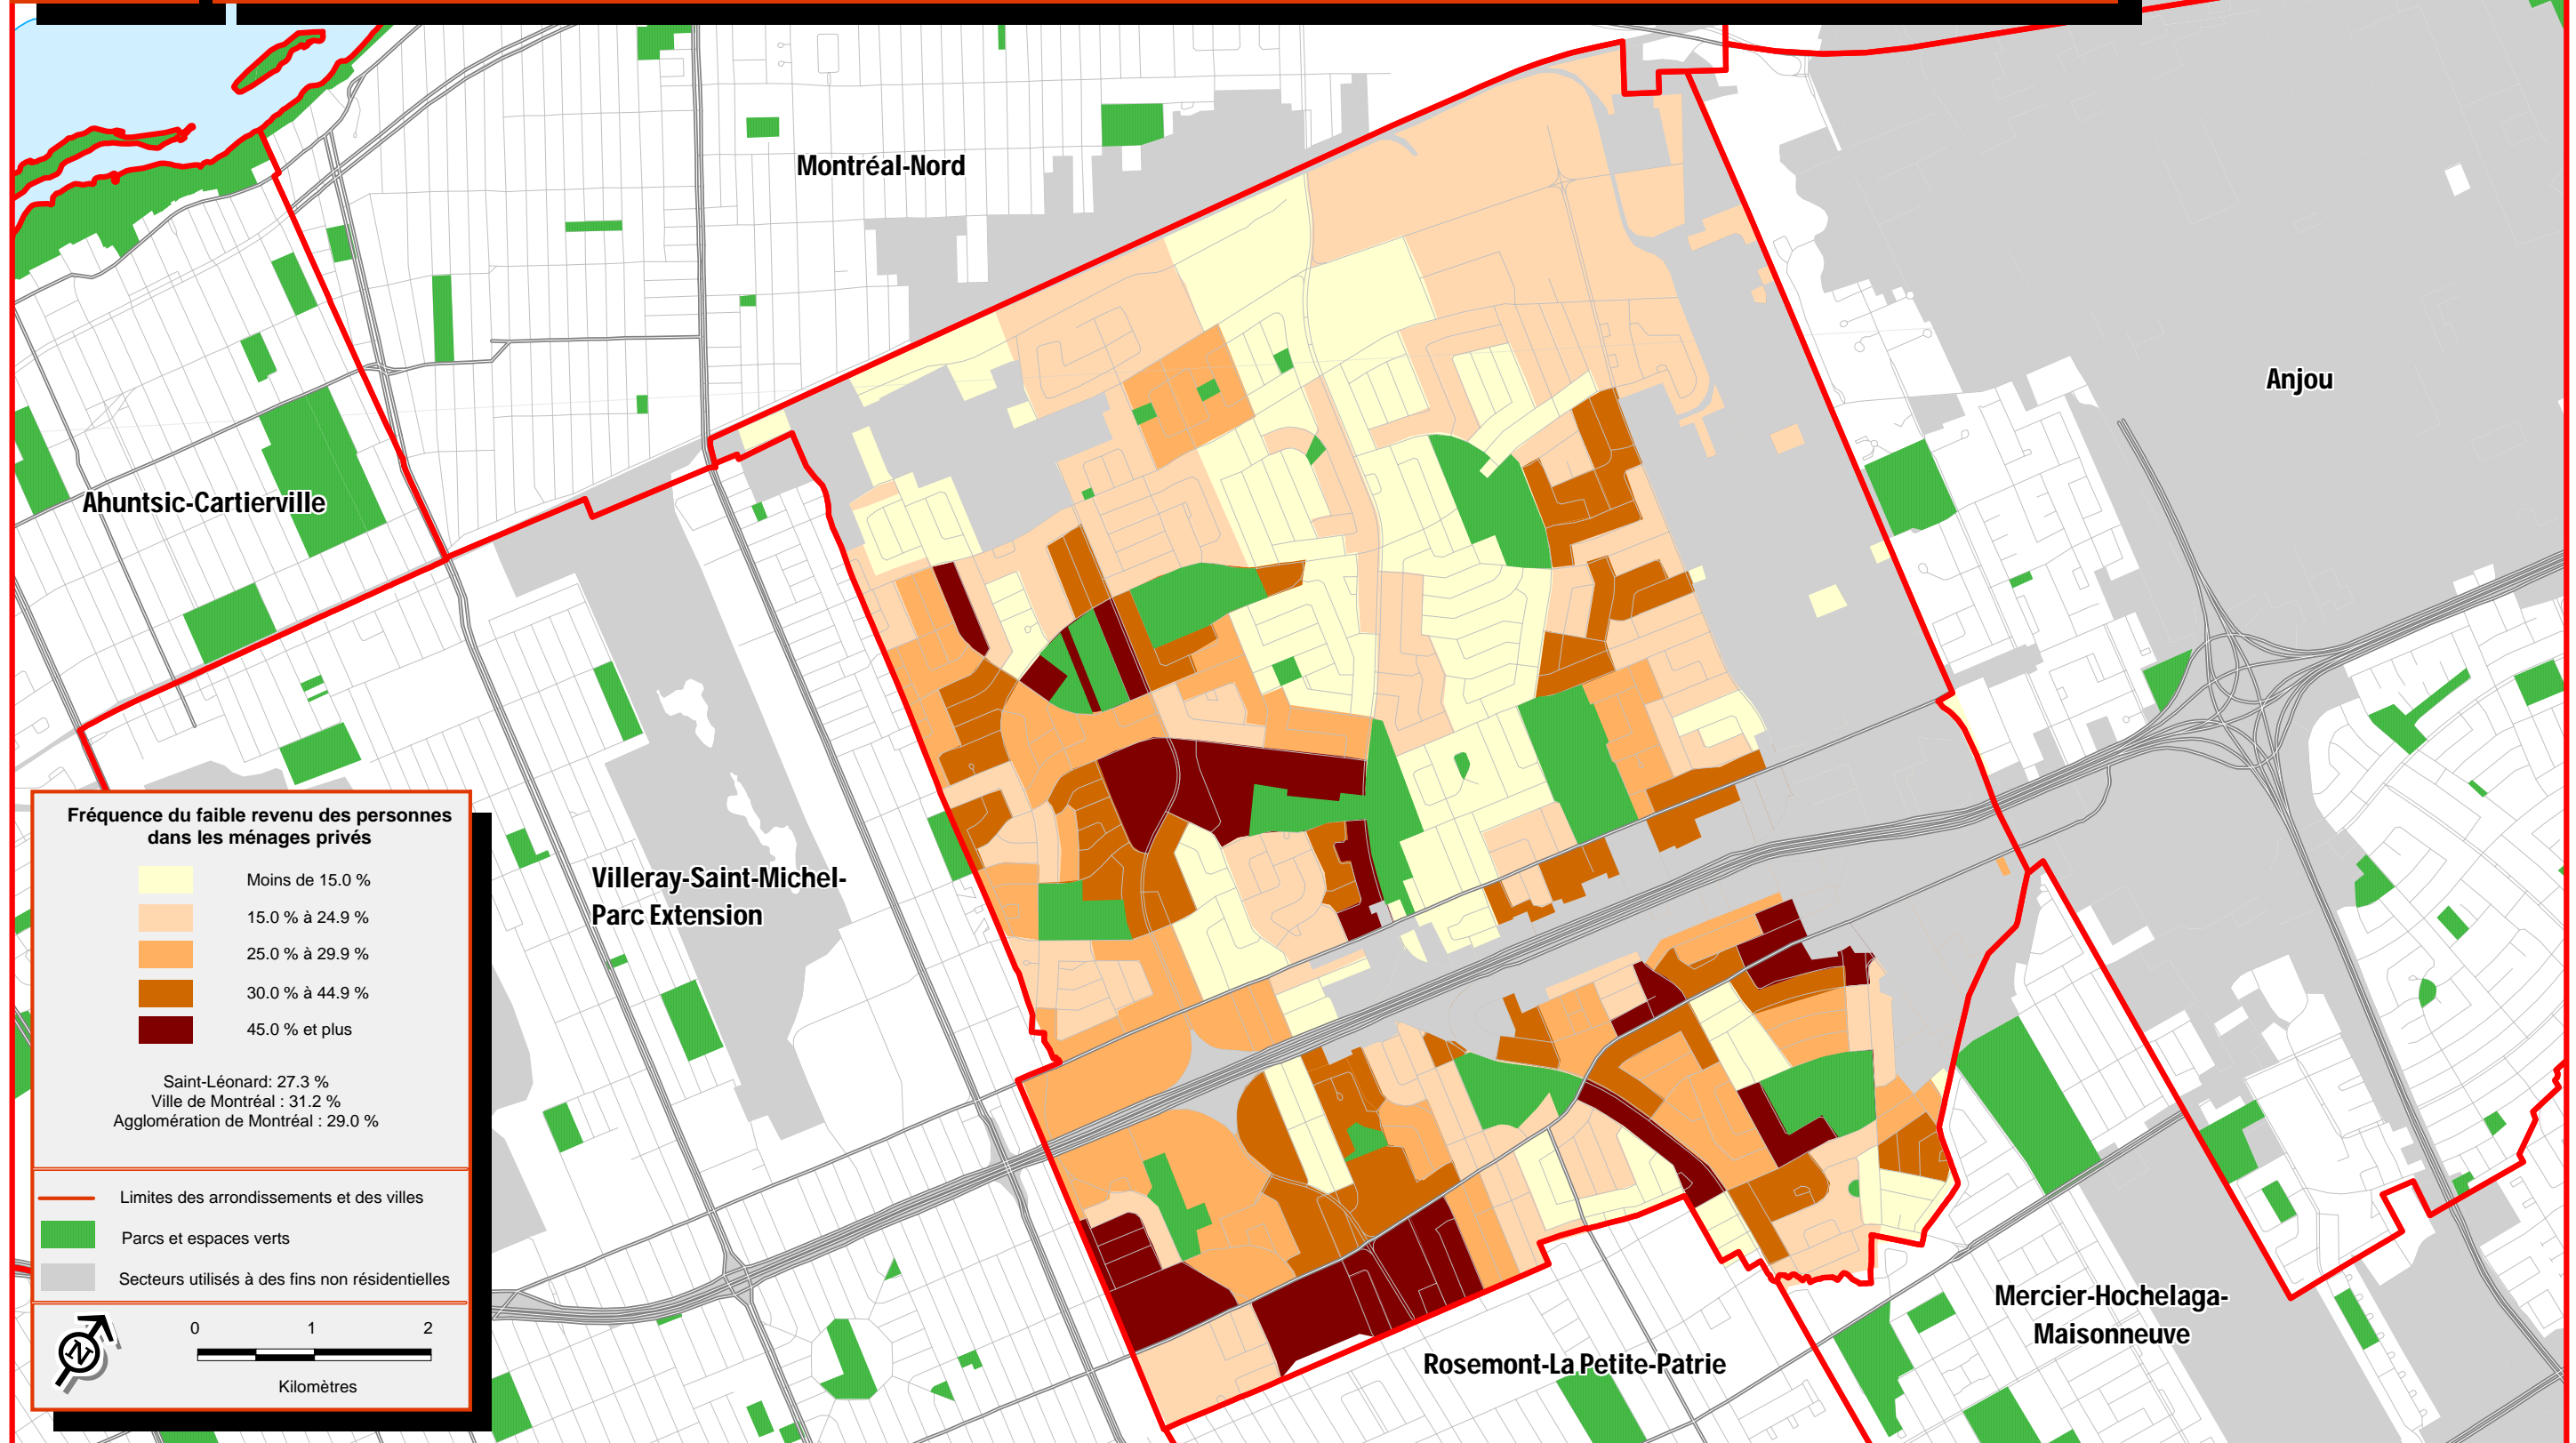 Montréal-Nord
Anjou
Ahuntsic-Cartierville
Villeray-Saint-Michel-
Parc Extension
Fréquence du faible revenu des personnes
dans les ménages privés
Moins de 15.0 %
15.0 % à 24.9 %
25.0 % à 29.9 %
30.0 % à 44.9 %
45.0 % et plus
Saint-Léonard: 27.3 %
Ville de Montréal : 31.2 %
Agglomération de Montréal : 29.0 %
Limites des arrondissements et des villes
Parcs et espaces verts
Secteurs utilisés à des fins non résidentielles
N
0 1 2
Kilomètres
Mercier-Hochelaga-
Maisonneuve
Rosemont-La Petite-Patrie